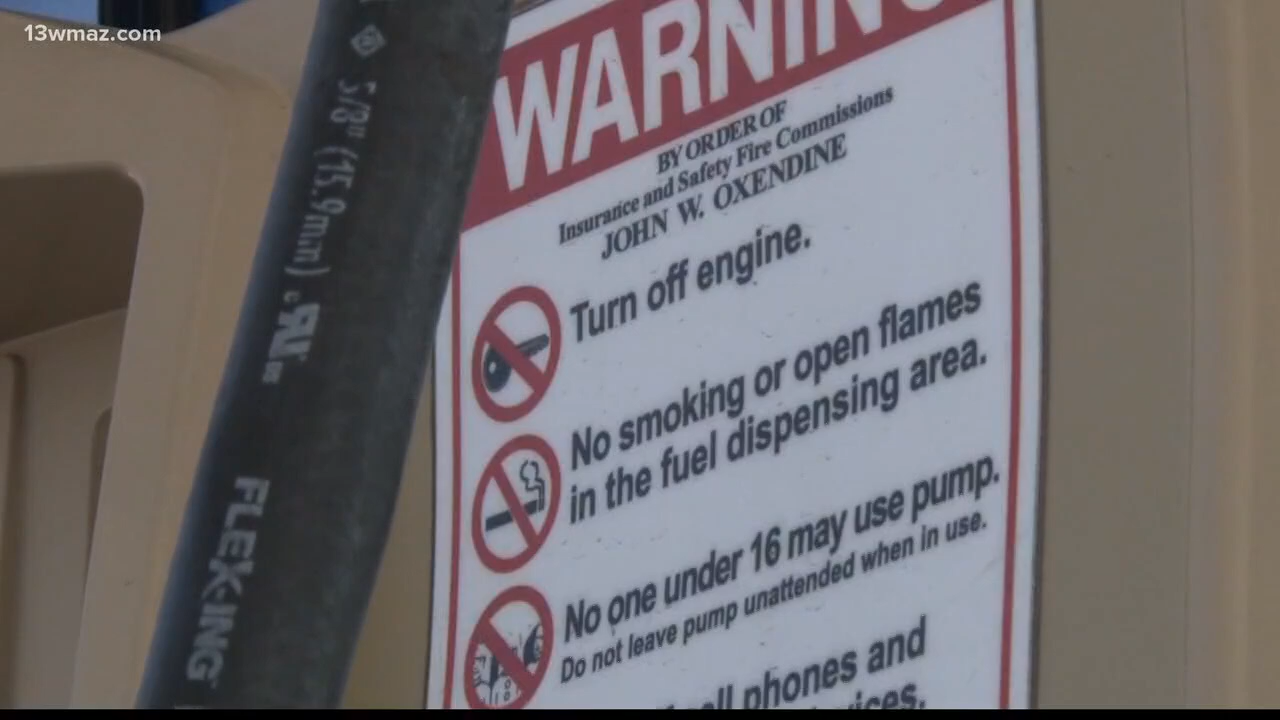 13wmaz.com
WARNING
BY ORDER OF
Insurance and Safety Fire Commissions
JOHN W. OXENDINE
Turn off engine.
No smoking or open flames
in the fuel dispensing area.
No one under 16 may use pump.
Do not leave pump unattended when in use.
phones and
5/8" (15.9mm)
FLEX-ING